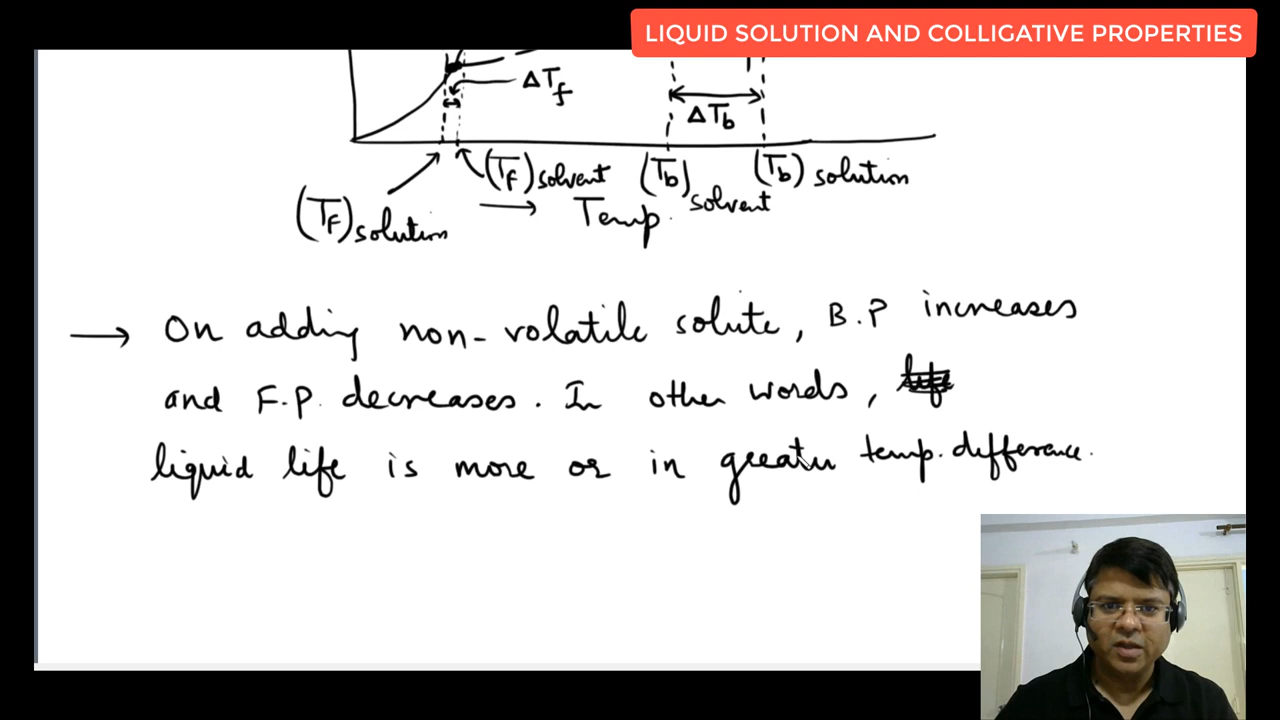 LIQUID SOLUTION AND COLLIGATIVE PROPERTIES
ΔTf
ΔTb
(Tf)solvent (Tb)solvent (Tb) solution
(TF)solution → Temp.
→ On adding non-volatile solute, B.P increases
and F.P. decreases. In other words,
liquid life is more or in greater temp. difference.